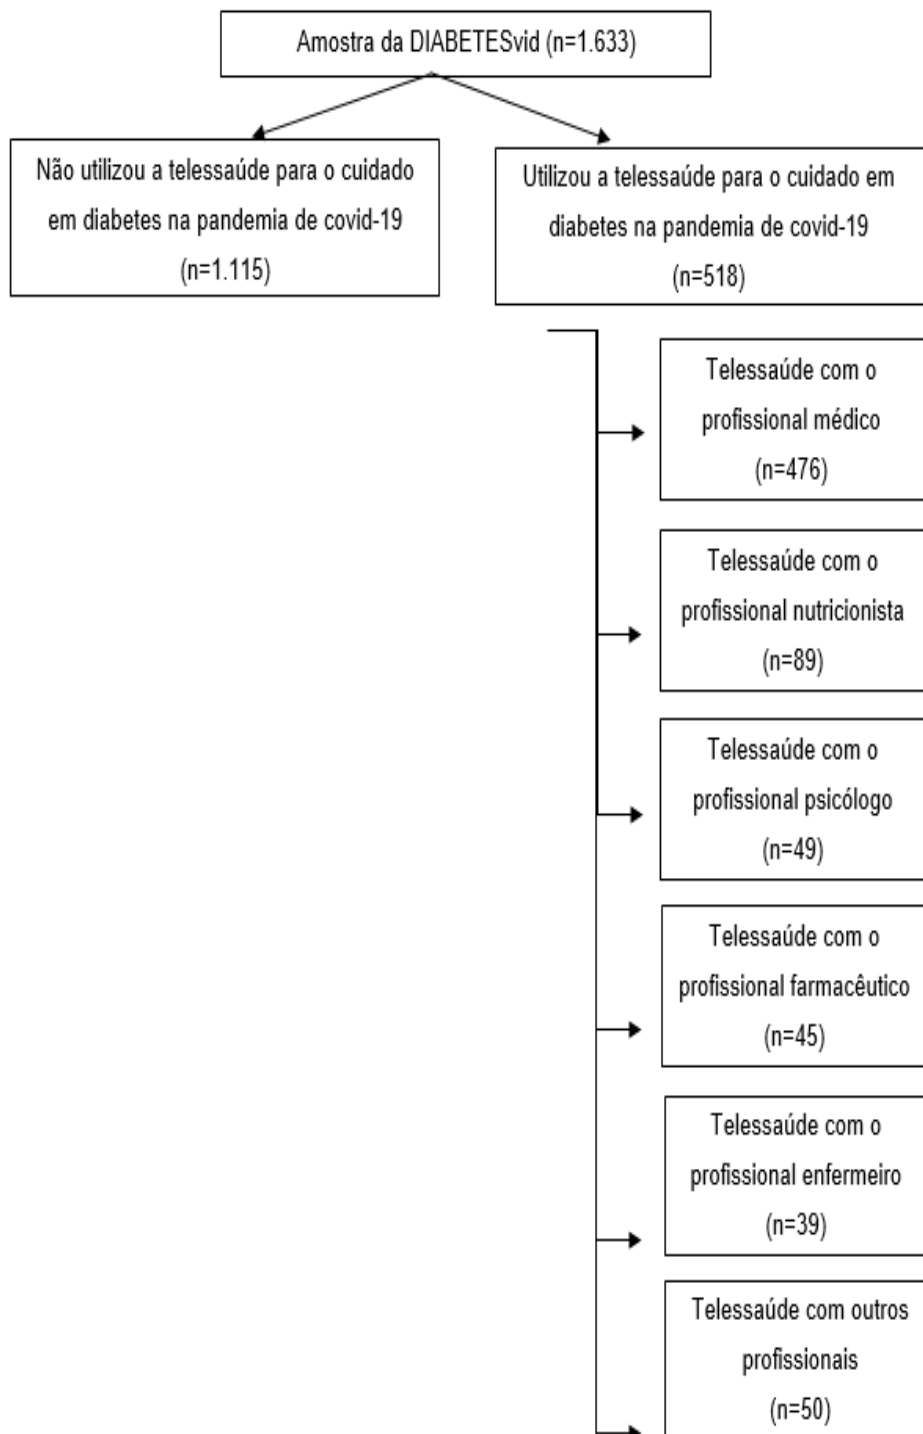 Amostra da DIABETESvid (n=1.633)
Não utilizou a telessaúde para o cuidado
em diabetes na pandemia de covid-19
(n=1.115)
Utilizou a telessaúde para o cuidado em
diabetes na pandemia de covid-19
(n=518)
Telessaúde com o
profissional médico
(n=476)
Telessaúde com o
profissional nutricionista
(n=89)
Telessaúde com o
profissional psicólogo
(n=49)
Telessaúde com o
profissional farmacêutico
(n=45)
Telessaúde com o
profissional enfermeiro
(n=39)
Telessaúde com outros
profissionais
(n=50)